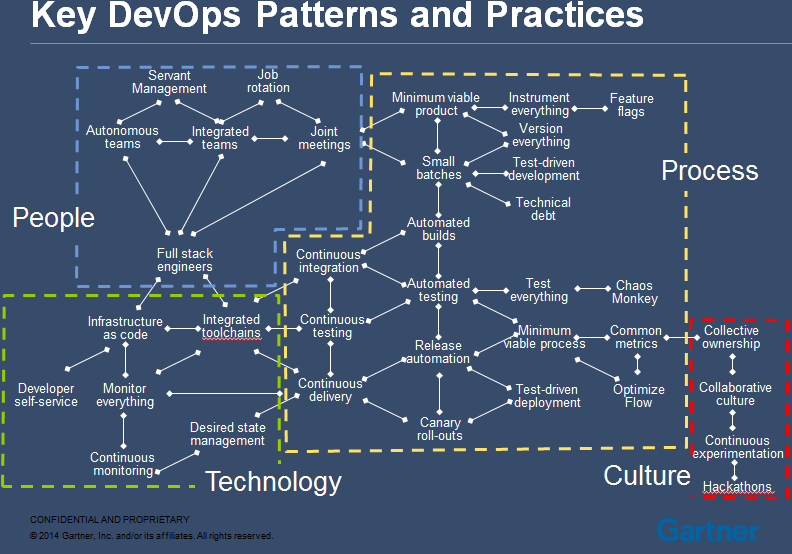 Key DevOps Patterns and Practices
Servant
Management
Job
rotation
Autonomous
teams
Integrated
teams
Joint
meetings
People
Full stack
engineers
Minimum viable
product
Instrument
everything
Feature
flags
Version
everything
Small
batches
Test-driven
development
Process
Technical
debt
Automated
builds
Continuous
integration
Automated
testing
Test
everything
Chaos
Monkey
Continuous
testing
Minimum
viable process
Common
metrics
Release
automation
Continuous
delivery
Test-driven
deployment
Optimize
Flow
Canary
roll-outs
Infrastructure
as code
Integrated
toolchains
Developer
self-service
Monitor
everything
Desired state
management
Continuous
monitoring
Technology
Collective
ownership
Collaborative
culture
Continuous
experimentation
Culture
Hackathons
CONFIDENTIAL AND PROPRIETARY
© 2014 Gartner, Inc. and/or its affiliates. All rights reserved.
Gartner